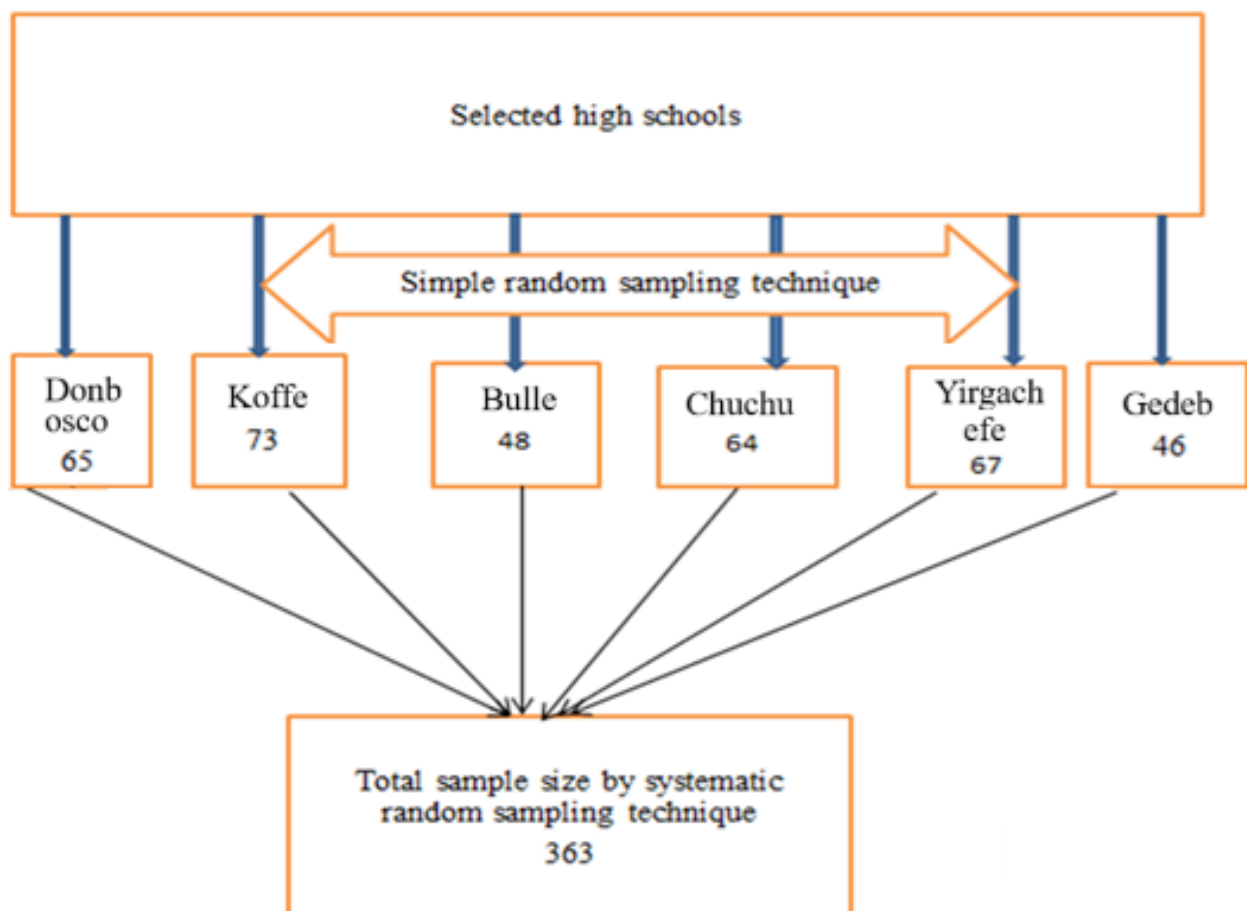 Selected high schools
Simple random sampling technique
Donb
osco
65
Koffe
73
Bulle
48
Chuchu
64
Yirgach
efe
67
Gedeb
46
Total sample size by systematic
random sampling technique
363